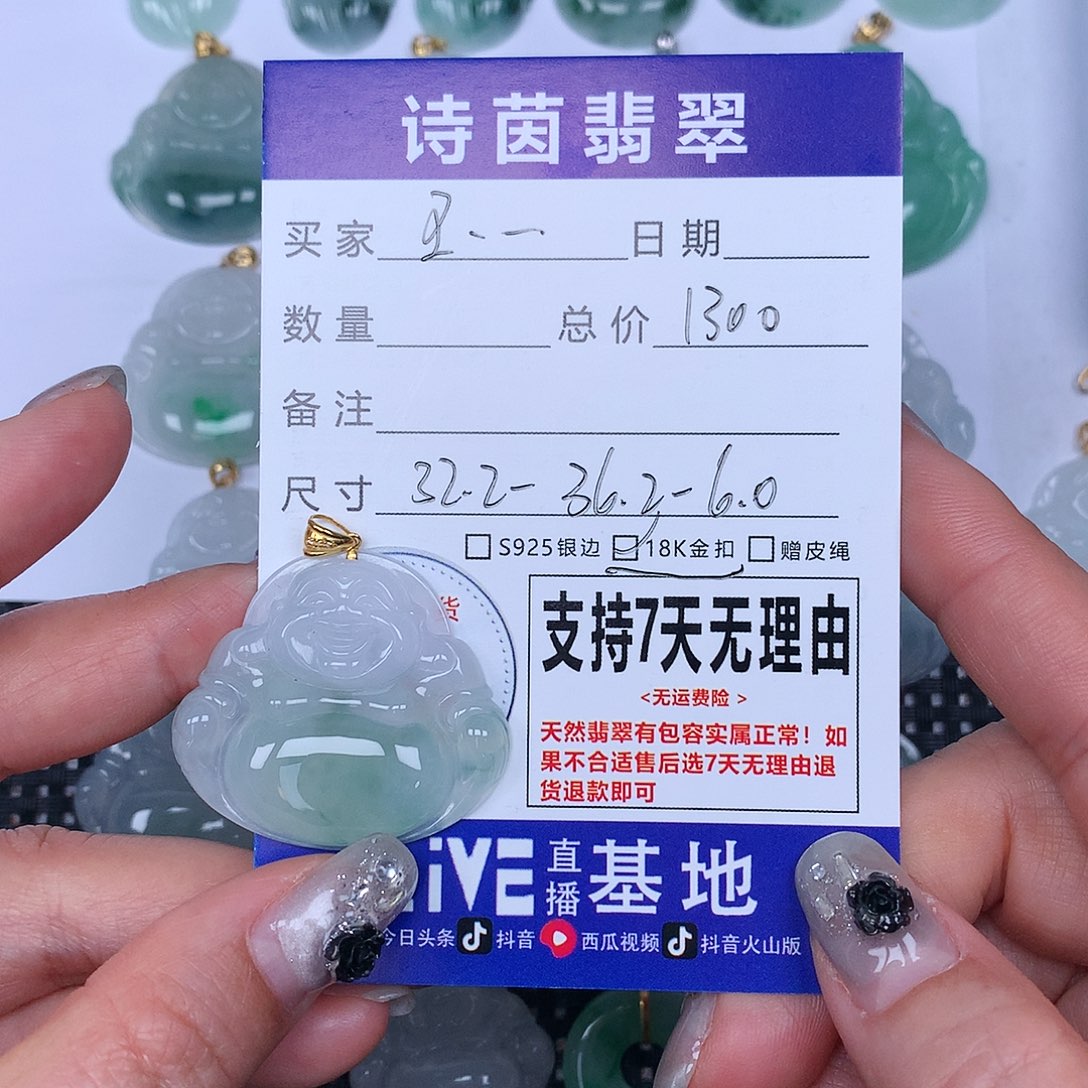 诗茵翡翠
买家 王 . 一 日期
数量 总价 1300
备注
尺寸 32.2- 36.2- 6.0
S925银边 18K金扣 赠皮绳
货
支持7天无理由
<无运费险 >
天然翡翠有包容实属正常！如
果不合适售后选7天无理由退
货退款即可
LiVE 直播 基地
今日头条 抖音 西瓜视频 抖音火山版